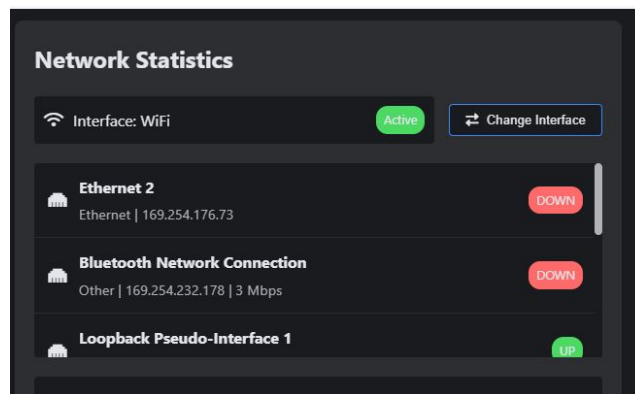 Network Statistics
Interface: WiFi
Active
Change Interface
Ethernet 2
DOWN
Ethernet | 169.254.176.73
Bluetooth Network Connection
DOWN
Other | 169.254.232.178 | 3 Mbps
Loopback Pseudo-Interface 1
UP